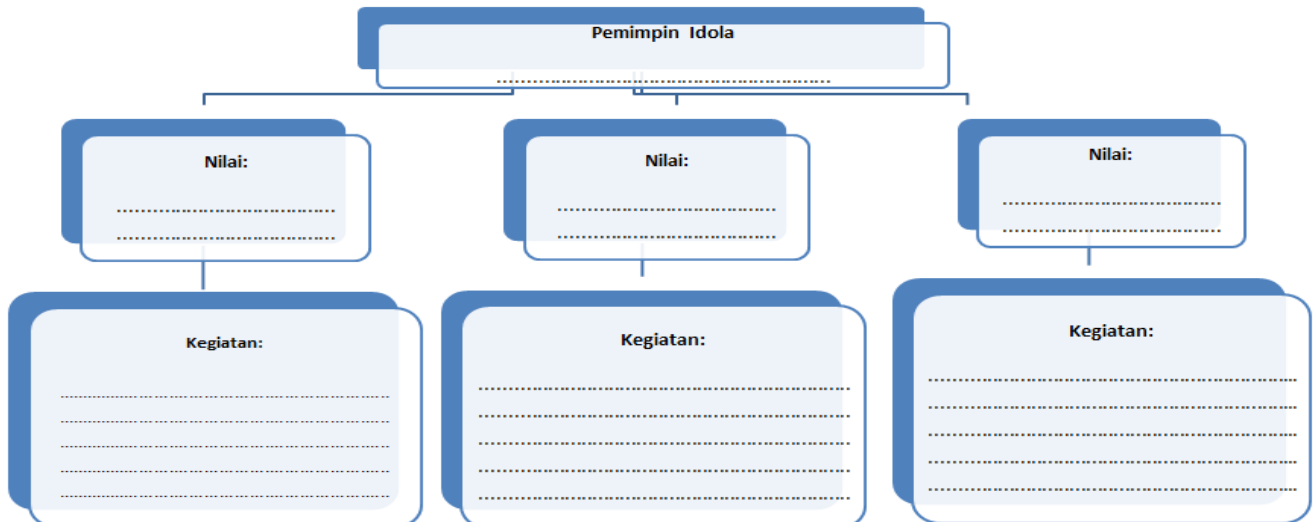 Pemimpin Idola
Nilai:
Nilai:
Nilai:
Kegiatan:
Kegiatan:
Kegiatan: